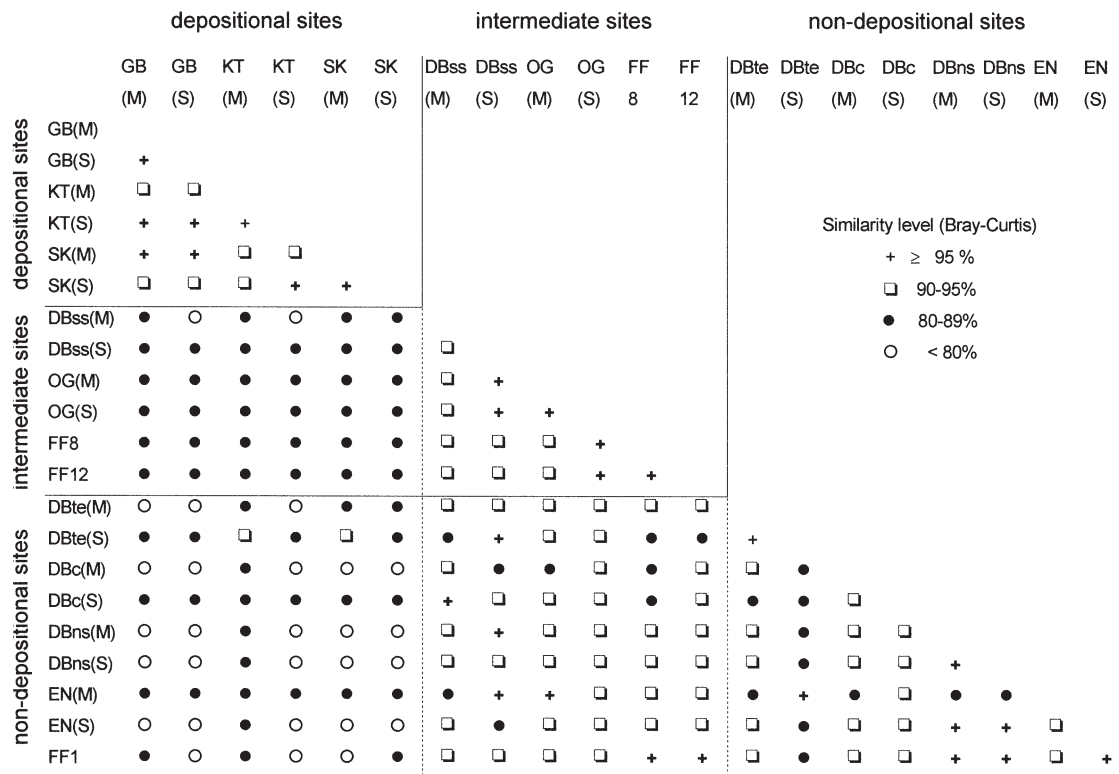 depositional sites intermediate sites non-depositional sites
GB GB KT KT SK SK DBss DBss OG OG FF FF DBte DBte DBc DBc DBns DBns EN EN
(M) (S) (M) (S) (M) (S) (M) (S) (M) (S) 8 12 (M) (S) (M) (S) (M) (S) (M) (S)
depositional sites
GB(M)
GB(S) +
KT(M) ❏ ❏
KT(S) + + +
SK(M) + + ❏ ❏
SK(S) ❏ ❏ ❏ + +
Similarity level (Bray-Curtis)
+ ≥ 95 %
❏ 90-95%
● 80-89%
○ < 80%
intermediate sites
DBss(M) ● ○ ● ○ ● ●
DBss(S) ● ● ● ● ● ● ❏
OG(M) ● ● ● ● ● ● ❏ +
OG(S) ● ● ● ● ● ● ❏ + +
FF8 ● ● ● ● ● ● ❏ ❏ ❏ +
FF12 ● ● ● ● ● ● ❏ ❏ ❏ + +
non-depositional sites
DBte(M) ○ ○ ● ○ ● ● ❏ ❏ ❏ ❏ ❏ ❏
DBte(S) ● ● ❏ ● ❏ ● ● + ❏ ❏ ● ● +
DBc(M) ○ ○ ● ○ ○ ○ ❏ ● ● ❏ ● ❏ ❏ ●
DBc(S) ● ● ● ● ● ● + ❏ ❏ ❏ ● ❏ ● ● ❏
DBns(M) ○ ○ ● ○ ○ ○ ❏ + ❏ ❏ ❏ ❏ ❏ ● ❏ ❏
DBns(S) ○ ○ ● ○ ○ ○ ❏ ❏ ❏ ❏ ❏ ❏ ❏ ● ❏ ❏ +
EN(M) ● ● ● ● ● ● ● + + ❏ ❏ ❏ ● + ● ❏ ● ●
EN(S) ○ ○ ● ○ ○ ○ ❏ ● ❏ ❏ ❏ ❏ ❏ ● ❏ ❏ + + ❏
FF1 ● ○ ● ○ ○ ● ❏ ❏ ❏ ❏ + + ❏ ● ❏ ❏ + + ❏ +